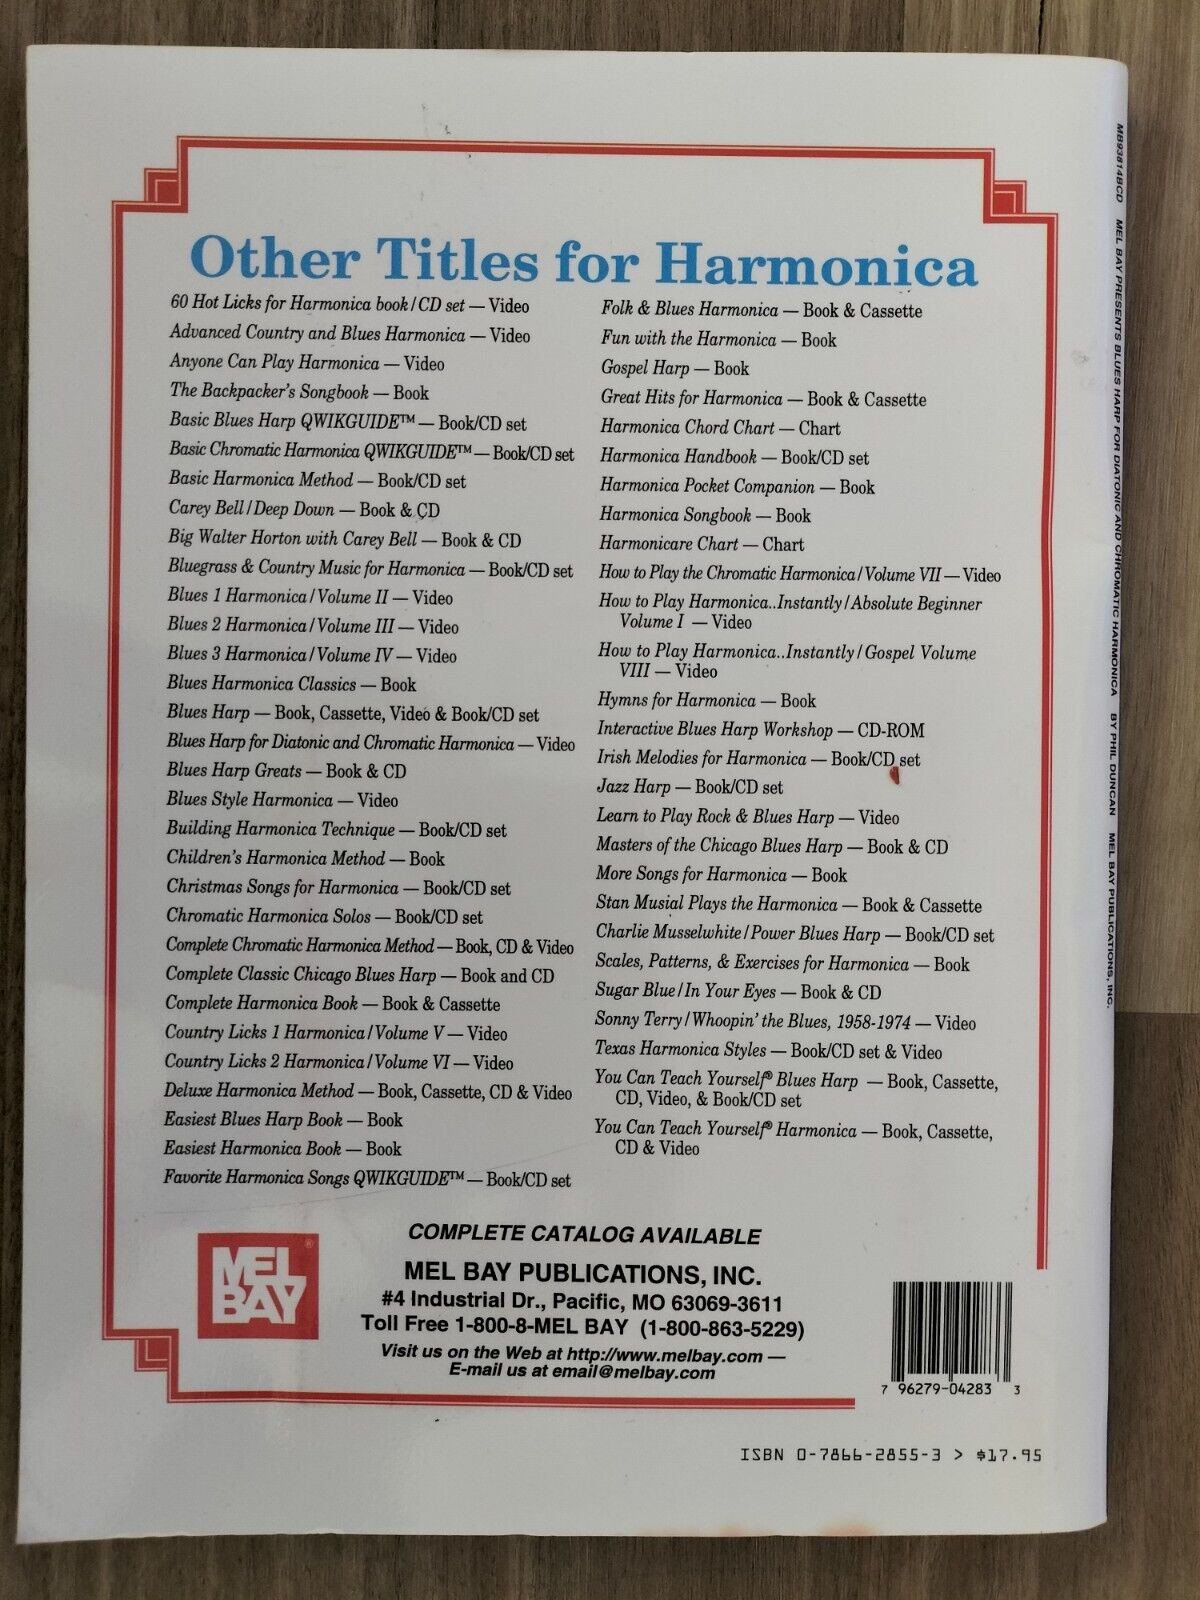 Other Titles for Harmonica
60 Hot Licks for Harmonica book/CD set — Video
Advanced Country and Blues Harmonica — Video
Anyone Can Play Harmonica — Video
The Backpacker's Songbook — Book
Basic Blues Harp QWIKGUIDE™ — Book/CD set
Basic Chromatic Harmonica QWIKGUIDE™ — Book/CD set
Basic Harmonica Method — Book/CD set
Carey Bell/Deep Down — Book & CD
Big Walter Horton with Carey Bell — Book & CD
Bluegrass & Country Music for Harmonica — Book/CD set
Blues 1 Harmonica/Volume II — Video
Blues 2 Harmonica/Volume III — Video
Blues 3 Harmonica/Volume IV — Video
Blues Harmonica Classics — Book
Blues Harp — Book, Cassette, Video & Book/CD set
Blues Harp for Diatonic and Chromatic Harmonica — Video
Blues Harp Greats — Book & CD
Blues Style Harmonica — Video
Building Harmonica Technique — Book/CD set
Children's Harmonica Method — Book
Christmas Songs for Harmonica — Book/CD set
Chromatic Harmonica Solos — Book/CD set
Complete Chromatic Harmonica Method — Book, CD & Video
Complete Classic Chicago Blues Harp — Book and CD
Complete Harmonica Book — Book & Cassette
Country Licks 1 Harmonica/Volume V — Video
Country Licks 2 Harmonica/Volume VI — Video
Deluxe Harmonica Method — Book, Cassette, CD & Video
Easiest Blues Harp Book — Book
Easiest Harmonica Book — Book
Favorite Harmonica Songs QWIKGUIDE™ — Book/CD set
Folk & Blues Harmonica — Book & Cassette
Fun with the Harmonica — Book
Gospel Harp — Book
Great Hits for Harmonica — Book & Cassette
Harmonica Chord Chart — Chart
Harmonica Handbook — Book/CD set
Harmonica Pocket Companion — Book
Harmonica Songbook — Book
Harmonicare Chart — Chart
How to Play the Chromatic Harmonica/Volume VII — Video
How to Play Harmonica..Instantly/Absolute Beginner
Volume I — Video
How to Play Harmonica..Instantly/Gospel Volume
VIII — Video
Hymns for Harmonica — Book
Interactive Blues Harp Workshop — CD-ROM
Irish Melodies for Harmonica — Book/CD set
Jazz Harp — Book/CD set
Learn to Play Rock & Blues Harp — Video
Masters of the Chicago Blues Harp — Book & CD
More Songs for Harmonica — Book
Stan Musial Plays the Harmonica — Book & Cassette
Charlie Musselwhite/Power Blues Harp — Book/CD set
Scales, Patterns, & Exercises for Harmonica — Book
Sugar Blue/In Your Eyes — Book & CD
Sonny Terry/Whoopin' the Blues, 1958-1974 — Video
Texas Harmonica Styles — Book/CD set & Video
You Can Teach Yourself® Blues Harp — Book, Cassette,
CD, Video, & Book/CD set
You Can Teach Yourself® Harmonica — Book, Cassette,
CD & Video
MEL
BAY
®
COMPLETE CATALOG AVAILABLE
MEL BAY PUBLICATIONS, INC.
#4 Industrial Dr., Pacific, MO 63069-3611
Toll Free 1-800-8-MEL BAY (1-800-863-5229)
Visit us on the Web at http://www.melbay.com —
E-mail us at email@melbay.com
7 96279-04283 3
ISBN 0-7866-2855-3 > $17.95
MB93814BCD MEL BAY PRESENTS BLUES HARP FOR DIATONIC AND CHROMATIC HARMONICA BY PHIL DUNCAN MEL BAY PUBLICATIONS, INC.